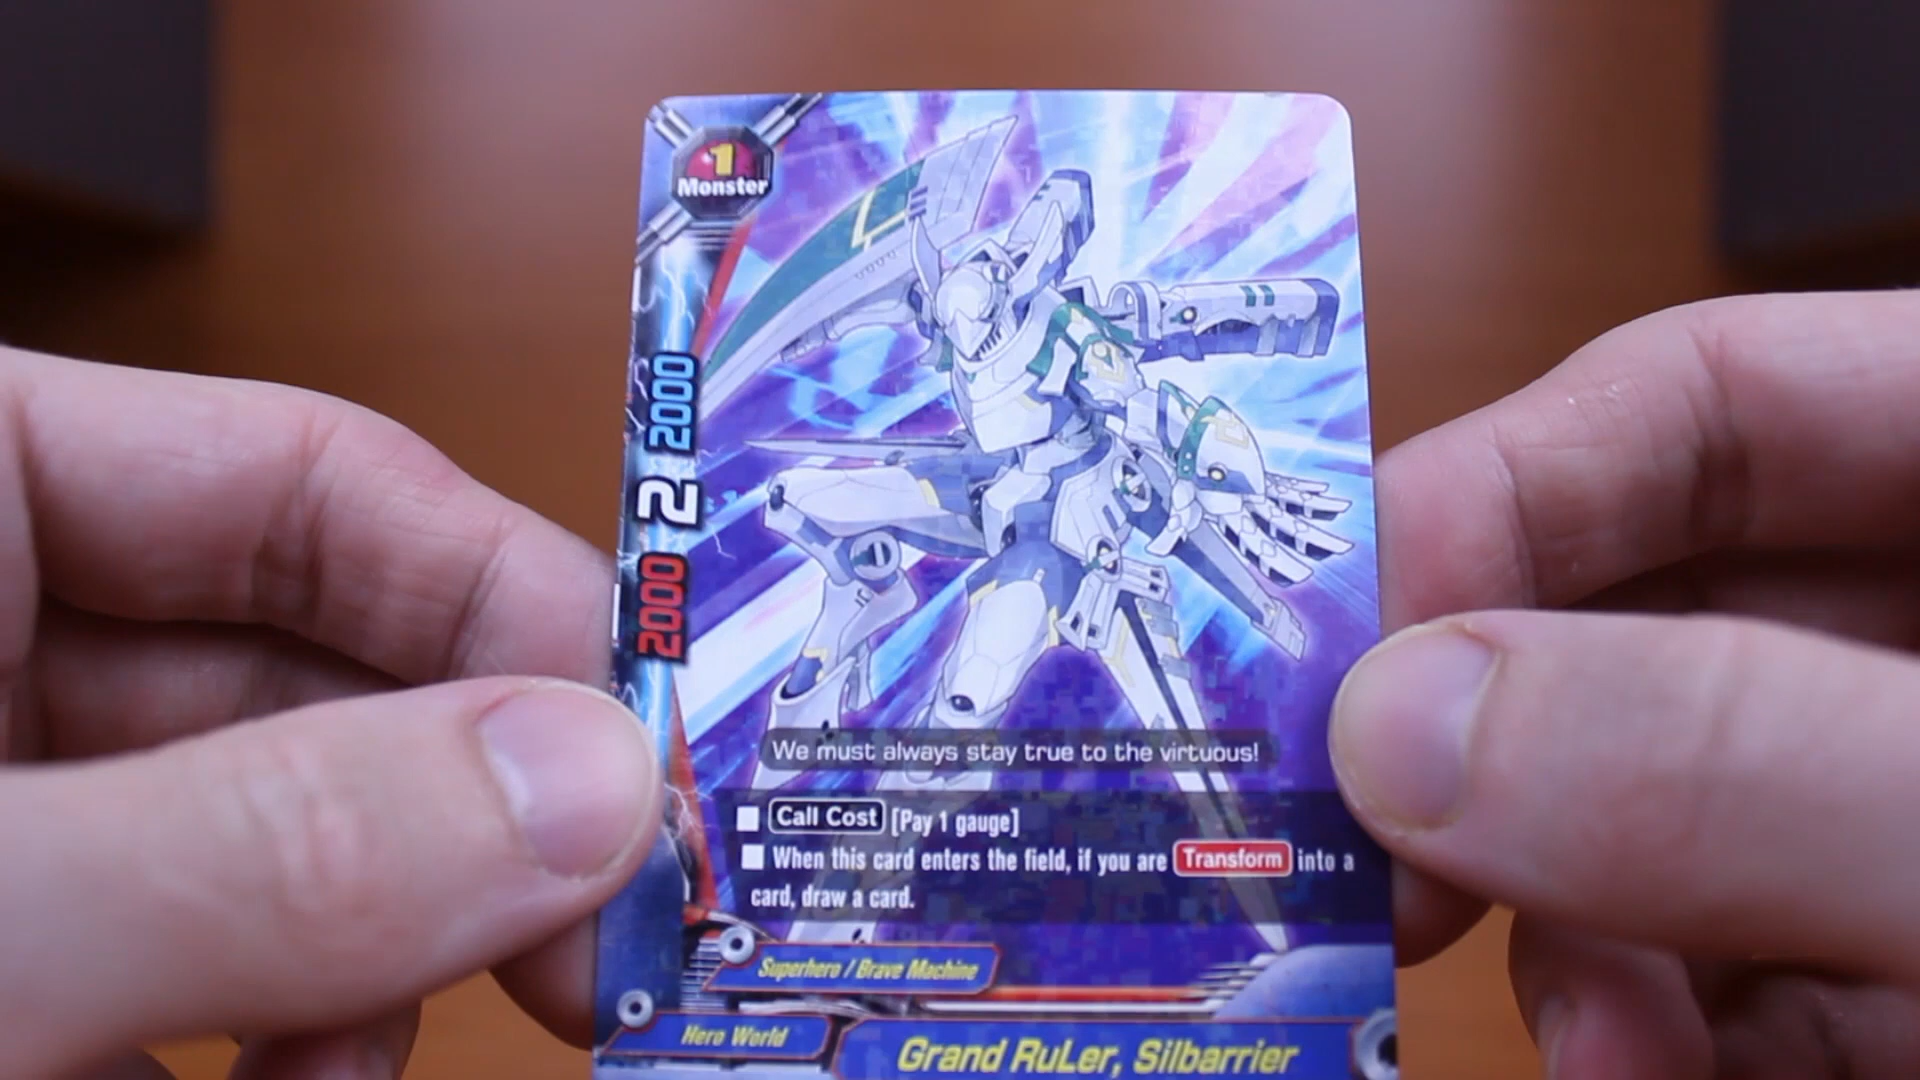 1
Monster
2000
2
2000
We must always stay true to the virtuous!
Call Cost [Pay 1 gauge]
When this card enters the field, if you are Transform into a
card, draw a card.
Superhero / Brave Machine
Hero World
Grand RuLer, Silbarrier